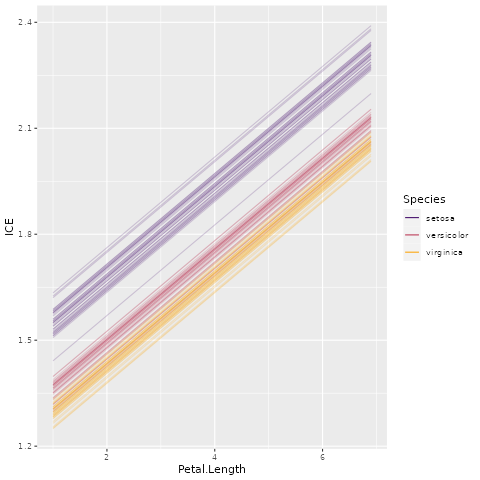 2.4
2.1
1.8
1.5
1.2
ICE
2
4
6
Petal.Length
Species
setosa
versicolor
virginica